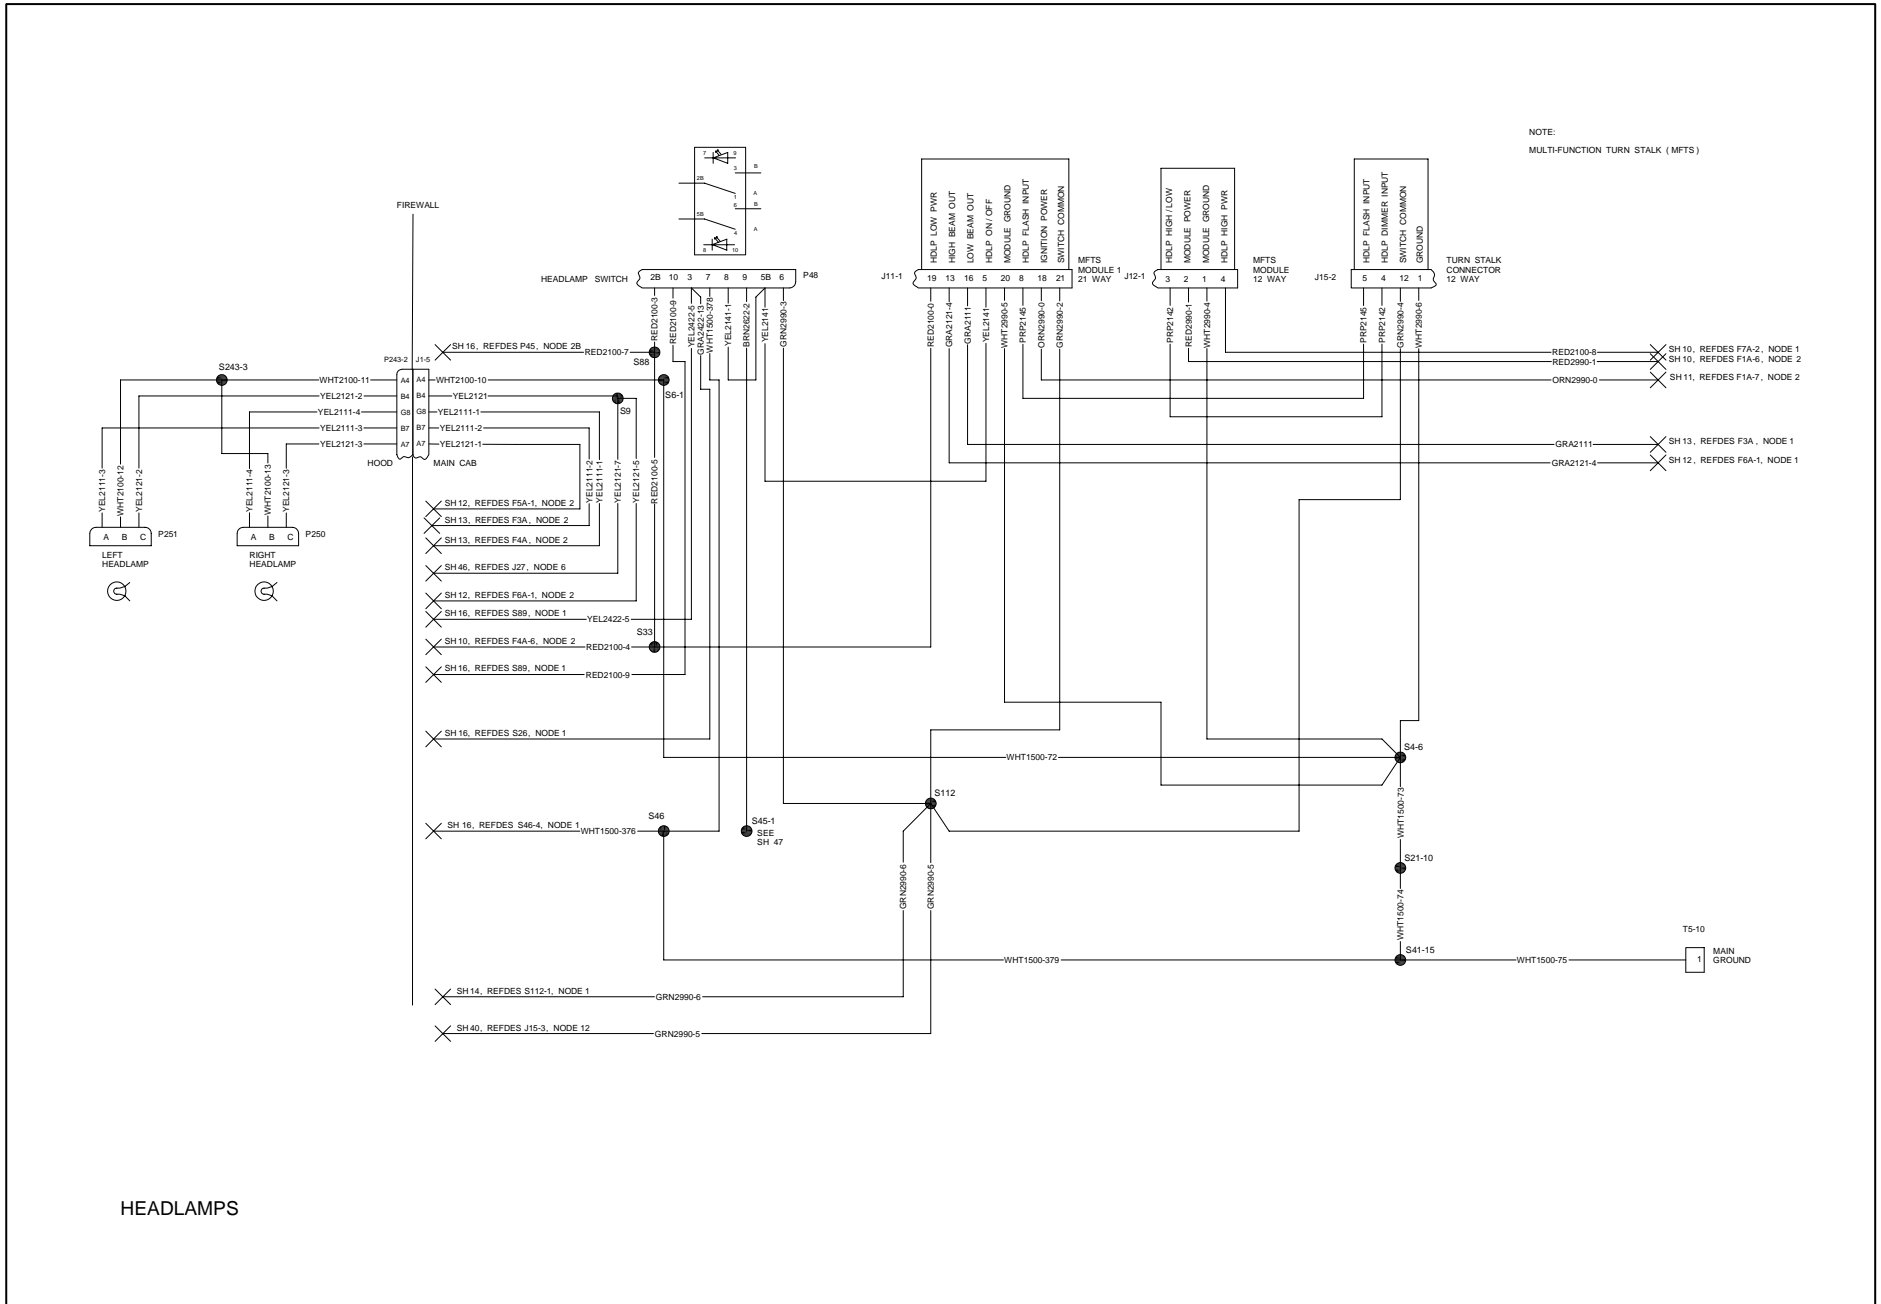 NOTE:
MULTI-FUNCTION TURN STALK ( MFTS )
FIREWALL
7 9
3 B
2B
1 A
6 B
5B
4 A
8 10
HEADLAMP SWITCH
2B 10 3 7 8 9 5B 6
P48
RED2100-3
RED2100-9
YEL2422-5
GRA2422-13
WHT1500-378
YEL2141-1
BRN2622-2
YEL2141
GRN2990-3
HDLP LOW PWR
HIGH BEAM OUT
LOW BEAM OUT
HDLP ON / OFF
MODULE GROUND
HDLP FLASH INPUT
IGNITION POWER
SWITCH COMMON
J11-1
19 13 16 5 20 8 18 21
MFTS
MODULE 1
21 WAY
RED2100-0
GRA2121-4
GRA2111
YEL2141
WHT2990-5
PRP2145
ORN2990-0
GRN2990-2
HDLP HIGH / LOW
MODULE POWER
MODULE GROUND
HDLP HIGH PWR
J12-1
3 2 1 4
MFTS
MODULE
12 WAY
PRP2142
RED2990-1
WHT2990-4
HDLP FLASH INPUT
HDLP DIMMER INPUT
SWITCH COMMON
GROUND
J15-2
5 4 12 1
TURN STALK
CONNECTOR
12 WAY
PRP2145
PRP2142
GRN2990-4
WHT2990-6
RED2100-8 SH 10, REFDES F7A-2, NODE 1
RED2990-1 SH 10, REFDES F1A-6, NODE 2
ORN2990-0 SH 11, REFDES F1A-7, NODE 2
GRA2111 SH 13, REFDES F3A , NODE 1
GRA2121-4 SH 12, REFDES F6A-1, NODE 1
SH 16, REFDES P45, NODE 2B
RED2100-7
S88
P243-2 J1-5
S243-3
WHT2100-11 A4 A4 WHT2100-10
S6-1
YEL2121-2 B4 B4 YEL2121
S9
YEL2111-4 G8 G8 YEL2111-1
YEL2111-3 B7 B7 YEL2111-2
YEL2121-3 A7 A7 YEL2121-1
HOOD MAIN CAB
YEL2111-3
WHT2100-12
YEL2121-2
YEL2111-4
WHT2100-13
YEL2121-3
YEL2111-2
YEL2111-1
YEL2121-7
YEL2121-5
RED2100-5
A B C P251
LEFT
HEADLAMP
A B C P250
RIGHT
HEADLAMP
SH 12, REFDES F5A-1, NODE 2
SH 13, REFDES F3A, NODE 2
SH 13, REFDES F4A, NODE 2
SH 46, REFDES J27, NODE 6
SH 12, REFDES F6A-1, NODE 2
SH 16, REFDES S89, NODE 1
YEL2422-5
S33
SH 10, REFDES F4A-6, NODE 2
RED2100-4
SH 16, REFDES S89, NODE 1
RED2100-9
SH 16, REFDES S26, NODE 1
WHT1500-72
S4-6
S112
S46
SH 16, REFDES S46-4, NODE 1
WHT1500-376
S45-1
SEE
SH 47
WHT1500-73
S21-10
GRN2990-6
GRN2990-5
WHT1500-74
S41-15
WHT1500-379
WHT1500-75
T5-10
1
MAIN
GROUND
SH 14, REFDES S112-1, NODE 1
GRN2990-6
SH 40, REFDES J15-3, NODE 12
GRN2990-5
HEADLAMPS